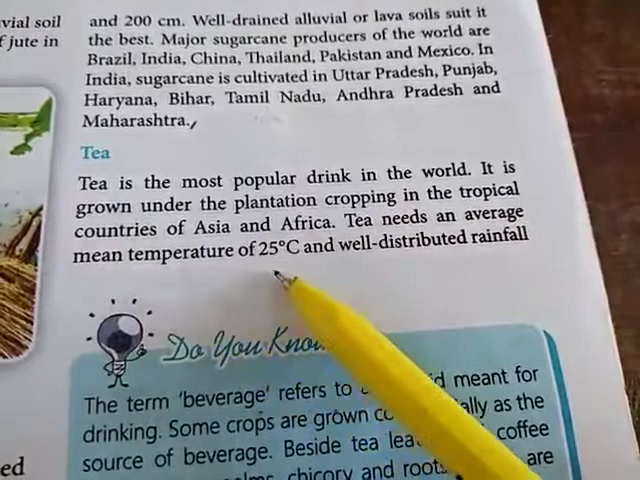 vial soil
f jute in
and 200 cm. Well-drained alluvial or lava soils suit it
the best. Major sugarcane producers of the world are
Brazil, India, China, Thailand, Pakistan and Mexico. In
India, sugarcane is cultivated in Uttar Pradesh, Punjab,
Haryana, Bihar, Tamil Nadu, Andhra Pradesh and
Maharashtra.
Tea
Tea is the most popular drink in the world. It is
grown under the plantation cropping in the tropical
countries of Asia and Africa. Tea needs an average
mean temperature of 25°C and well-distributed rainfall
Do You Know
The term 'beverage' refers to meant for
drinking. Some crops are grown as the
source of beverage. Beside tea coffee
chicory and roots are
ed